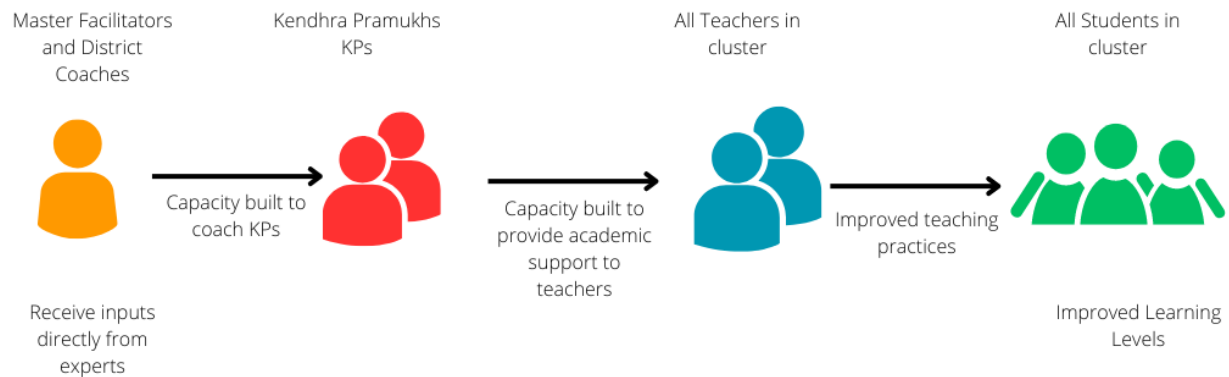 Master Facilitators
and District
Coaches
Kendhra Pramukhs
KPs
All Teachers in
cluster
All Students in
cluster
Capacity built to
coach KPs
Capacity built to
provide academic
support to
teachers
Improved teaching
practices
Receive inputs
directly from
experts
Improved Learning
Levels